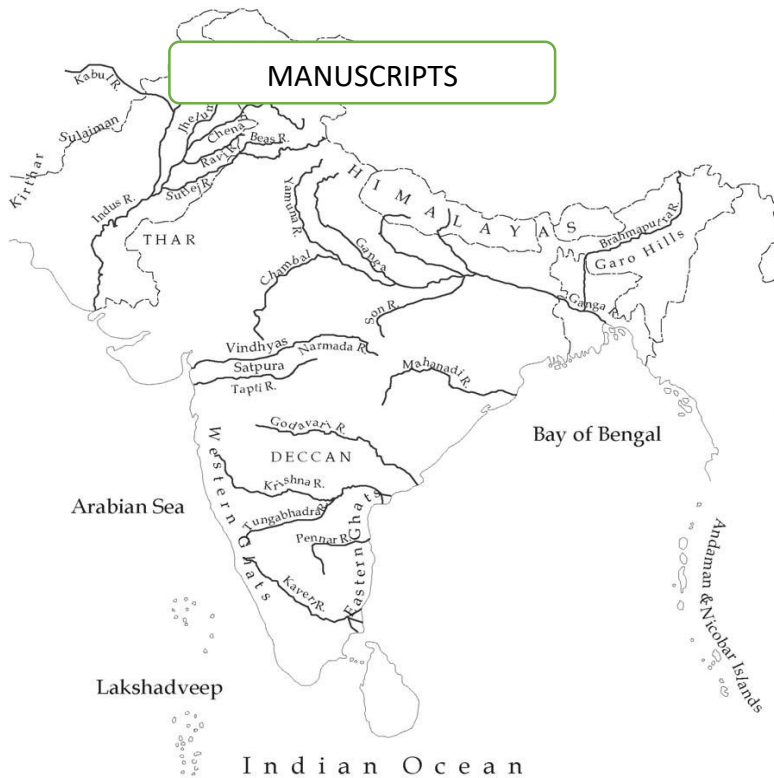 MANUSCRIPTS
Kabul R.
Sulaiman
Kirthar
Chenab
Ravi R.
Beas R.
Sutlej R.
Indus R.
THAR
HIMALAYAS
Yamuna R.
Ganga
Chambal
Brahmaputra R.
Garo Hills
Ganga R.
Son R.
Vindhyas
Narmada R.
Satpura
Tapti R.
Mahanadi R.
Godavari R.
DECCAN
Bay of Bengal
Western Ghats
Krishna R.
Arabian Sea
Tungabhadra R.
Pennar R.
Eastern Ghats
Kaveri R.
Andaman & Nicobar Islands
Lakshadveep
Indian Ocean